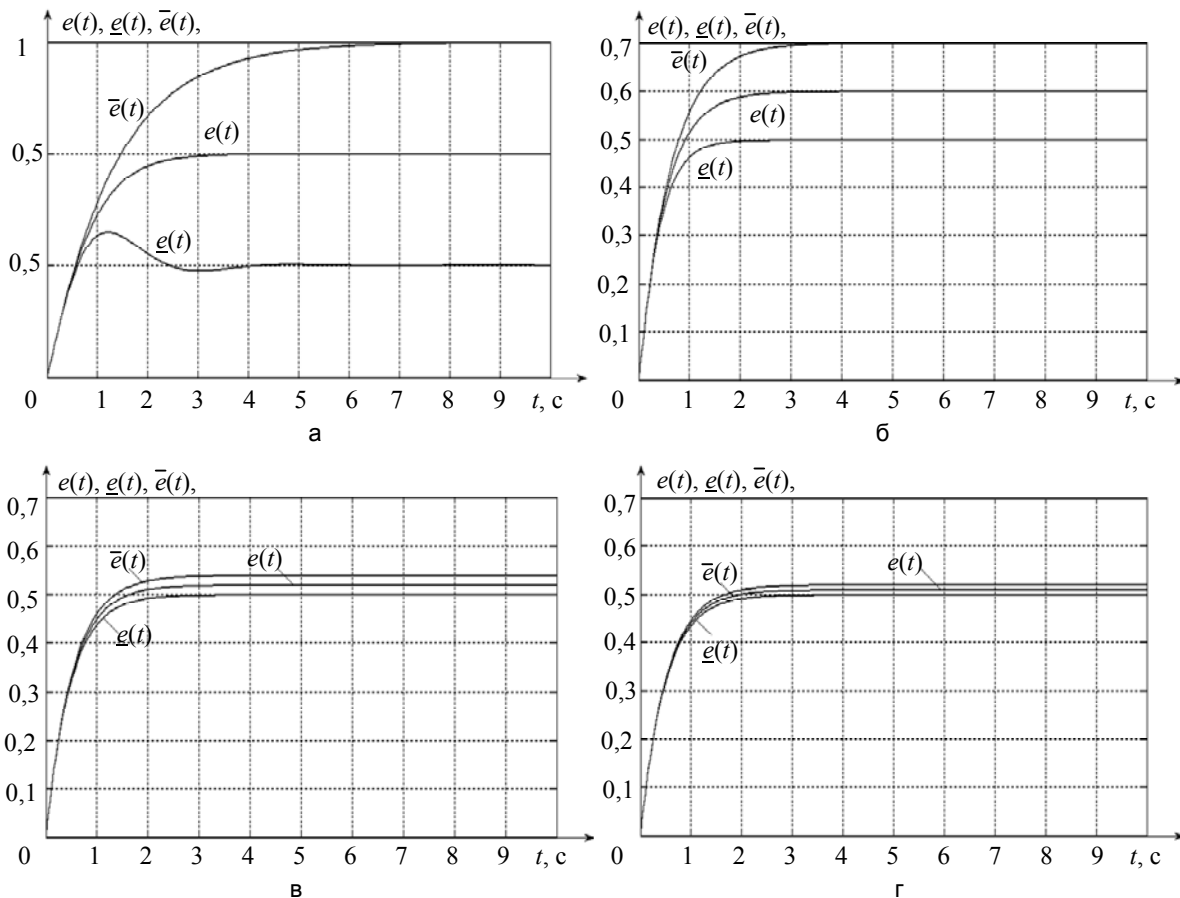 e(t), e̲(t), e̅(t),
1
e̅(t)
e(t)
0,5
e̲(t)
0,5
0 1 2 3 4 5 6 7 8 9 t, с
а
e(t), e̲(t), e̅(t),
0,7
e̅(t)
0,6
e(t)
0,5
e̲(t)
0,4
0,3
0,2
0,1
0 1 2 3 4 5 6 7 8 9 t, с
б
e(t), e̲(t), e̅(t),
0,7
0,6
e̅(t) e(t)
0,5
e̲(t)
0,4
0,3
0,2
0,1
0 1 2 3 4 5 6 7 8 9 t, с
в
e(t), e̲(t), e̅(t),
0,7
0,6
e̅(t) e(t)
0,5
e̲(t)
0,4
0,3
0,2
0,1
0 1 2 3 4 5 6 7 8 9 t, с
г